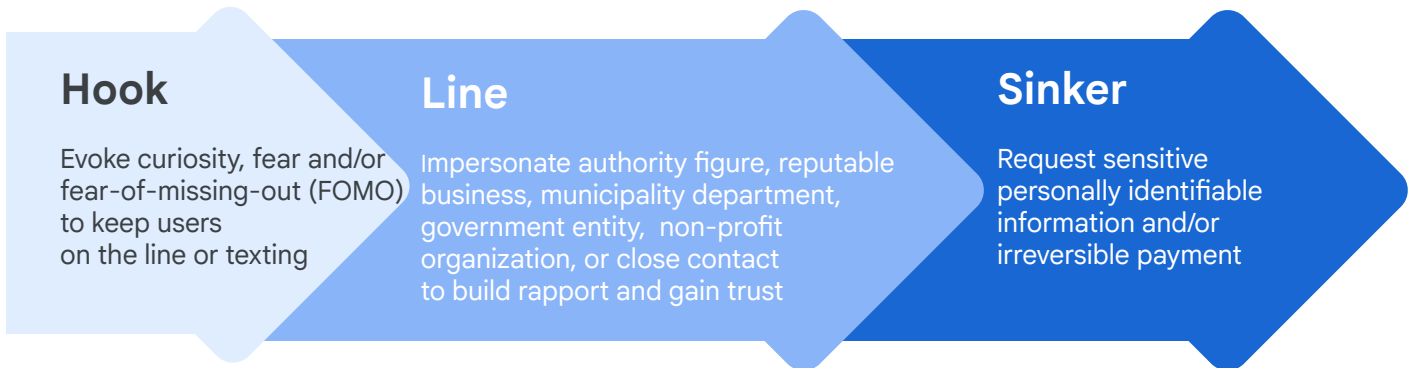 Hook
Evoke curiosity, fear and/or
fear-of-missing-out (FOMO)
to keep users
on the line or texting
Line
Impersonate authority figure, reputable
business, municipality department,
government entity,  non-profit
organization, or close contact
to build rapport and gain trust
Sinker
Request sensitive
personally identifiable
information and/or
irreversible payment